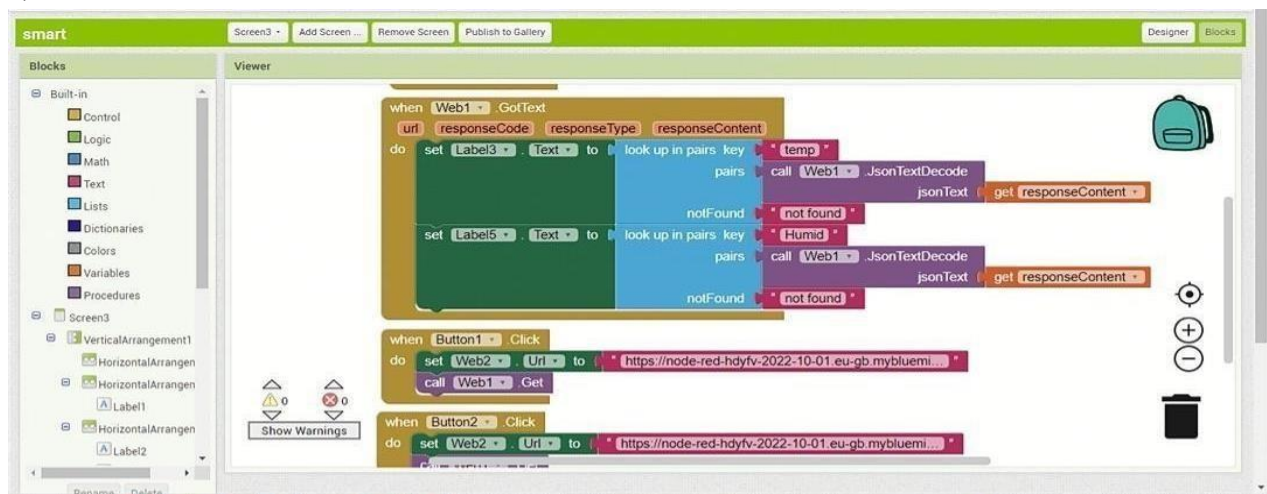 smart Screen3 Add Screen ... Remove Screen Publish to Gallery Designer Blocks
Blocks Viewer
Built-in
Control
Logic
Math
Text
Lists
Dictionaries
Colors
Variables
Procedures
Screen3
VerticalArrangement1
HorizontalArrangen
HorizontalArrangen
Label1
HorizontalArrangen
Label2
Rename Delete
0 0
Show Warnings
when Web1 .GotText
url responseCode responseType responseContent
do set Label3 . Text to look up in pairs key " temp "
pairs call Web1 .JsonTextDecode
jsonText get responseContent
notFound " not found "
set Label5 . Text to look up in pairs key " Humid "
pairs call Web1 .JsonTextDecode
jsonText get responseContent
notFound " not found "
when Button1 .Click
do set Web2 . Url to " https://node-red-hdyfv-2022-10-01.eu-gb.mybluemi... "
call Web1 .Get
when Button2 .Click
do set Web2 . Url to " https://node-red-hdyfv-2022-10-01.eu-gb.mybluemi... "